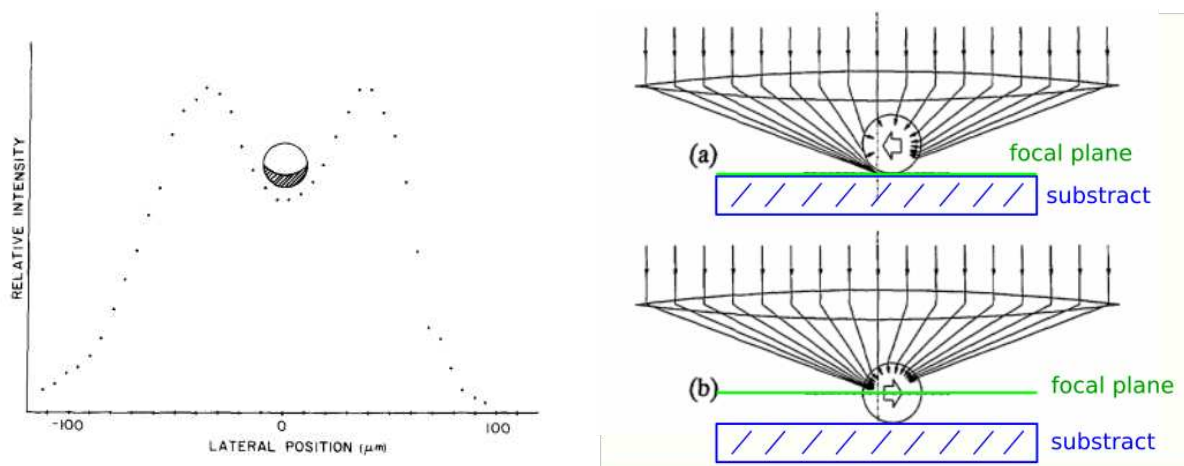 RELATIVE INTENSITY
-100
0
100
LATERAL POSITION (μm)
(a)
focal plane
substract
(b)
focal plane
substract